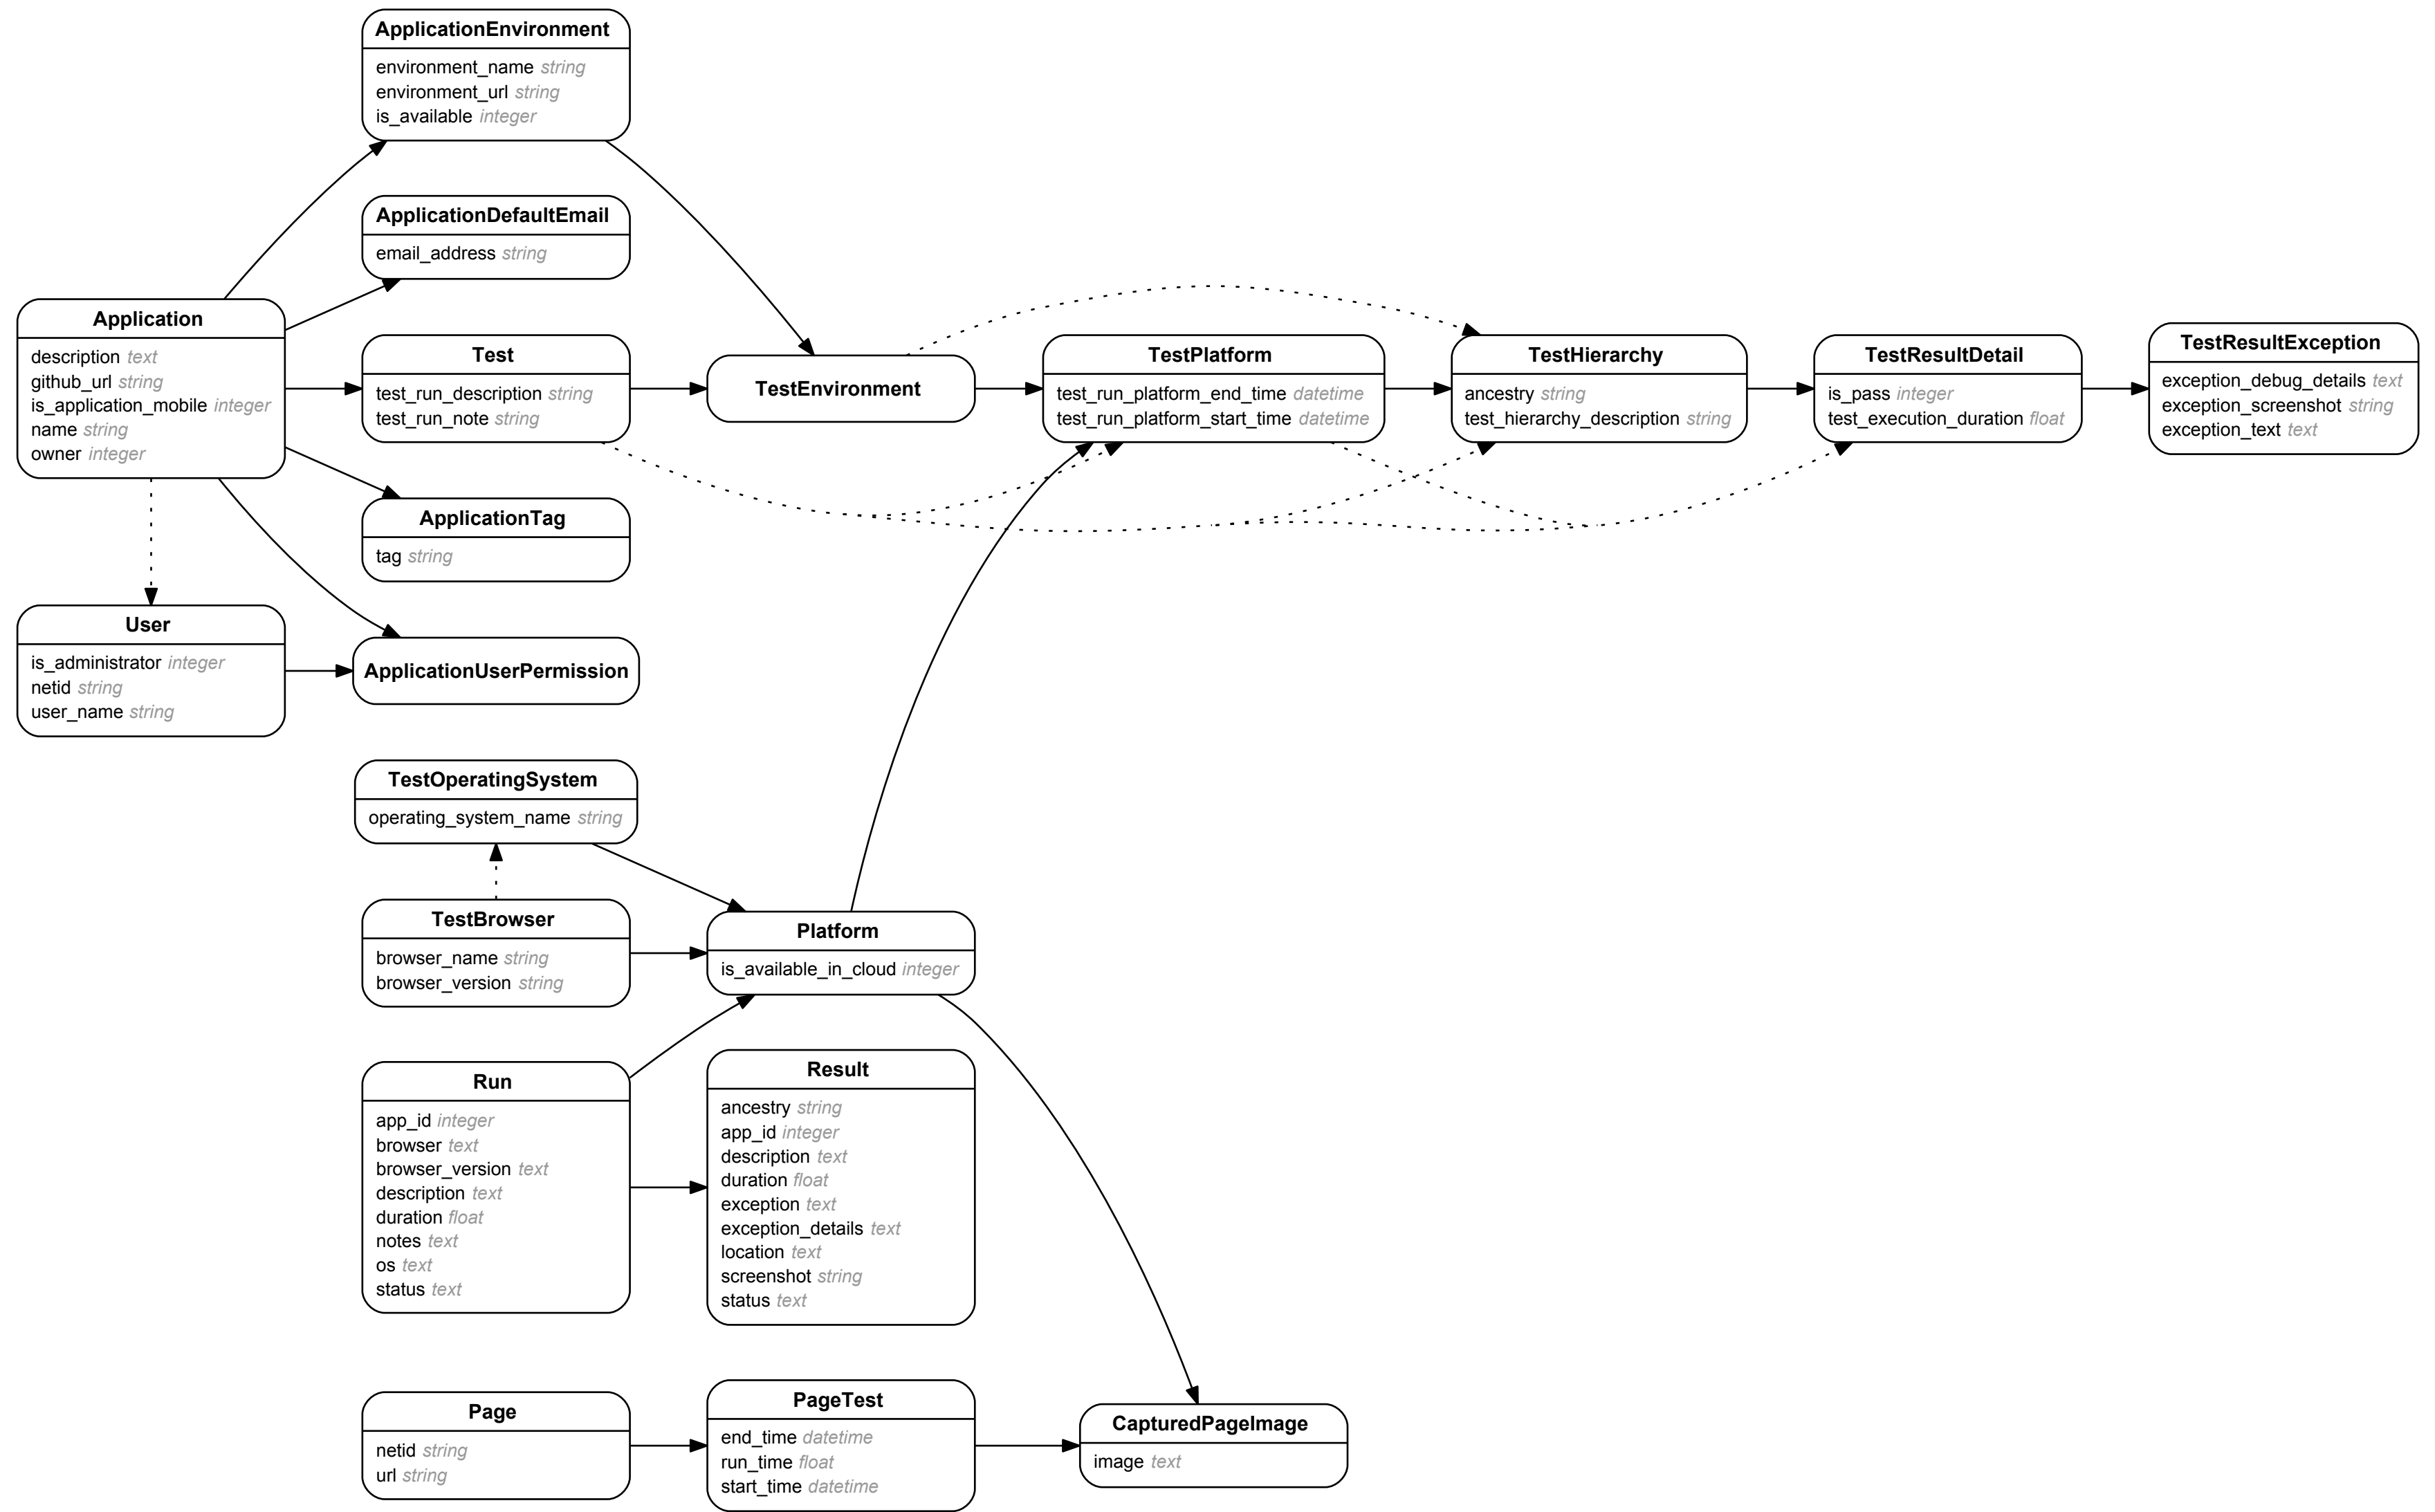 ApplicationEnvironment
environment_name string
environment_url string
is_available integer
ApplicationDefaultEmail
email_address string
Application
description text
github_url string
is_application_mobile integer
name string
owner integer
Test
test_run_description string
test_run_note string
TestEnvironment
TestPlatform
test_run_platform_end_time datetime
test_run_platform_start_time datetime
TestHierarchy
ancestry string
test_hierarchy_description string
TestResultDetail
is_pass integer
test_execution_duration float
TestResultException
exception_debug_details text
exception_screenshot string
exception_text text
ApplicationTag
tag string
User
is_administrator integer
netid string
user_name string
ApplicationUserPermission
TestOperatingSystem
operating_system_name string
TestBrowser
browser_name string
browser_version string
Platform
is_available_in_cloud integer
Run
app_id integer
browser text
browser_version text
description text
duration float
notes text
os text
status text
Result
ancestry string
app_id integer
description text
duration float
exception text
exception_details text
location text
screenshot string
status text
Page
netid string
url string
PageTest
end_time datetime
run_time float
start_time datetime
CapturedPageImage
image text